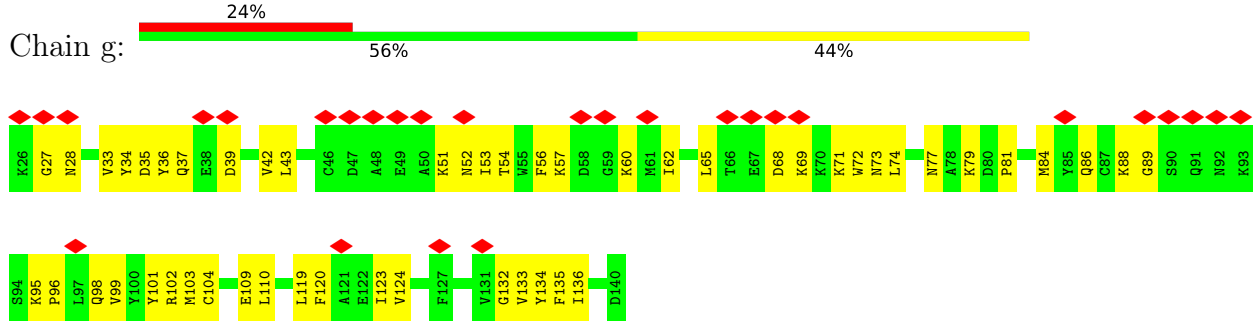 24%
Chain g:
56% 44%
K26 G27 N28 V33 Y34 D35 Y36 Q37 E38 D39 V42 L43 C46 D47 A48 E49 A50 K51 N52 I53 T54 W55 F56 K57 D58 G59 K60 M61 I62 L65 T66 E67 D68 K69 K70 K71 W72 N73 L74 N77 A78 K79 D80 P81 M84 Y85 Q86 C87 K88 G89 S90 Q91 N92 K93
S94 K95 P96 L97 Q98 V99 Y100 Y101 R102 M103 C104 E109 L110 L119 F120 A121 E122 I123 V124 F127 V131 G132 V133 Y134 F135 I136 D140